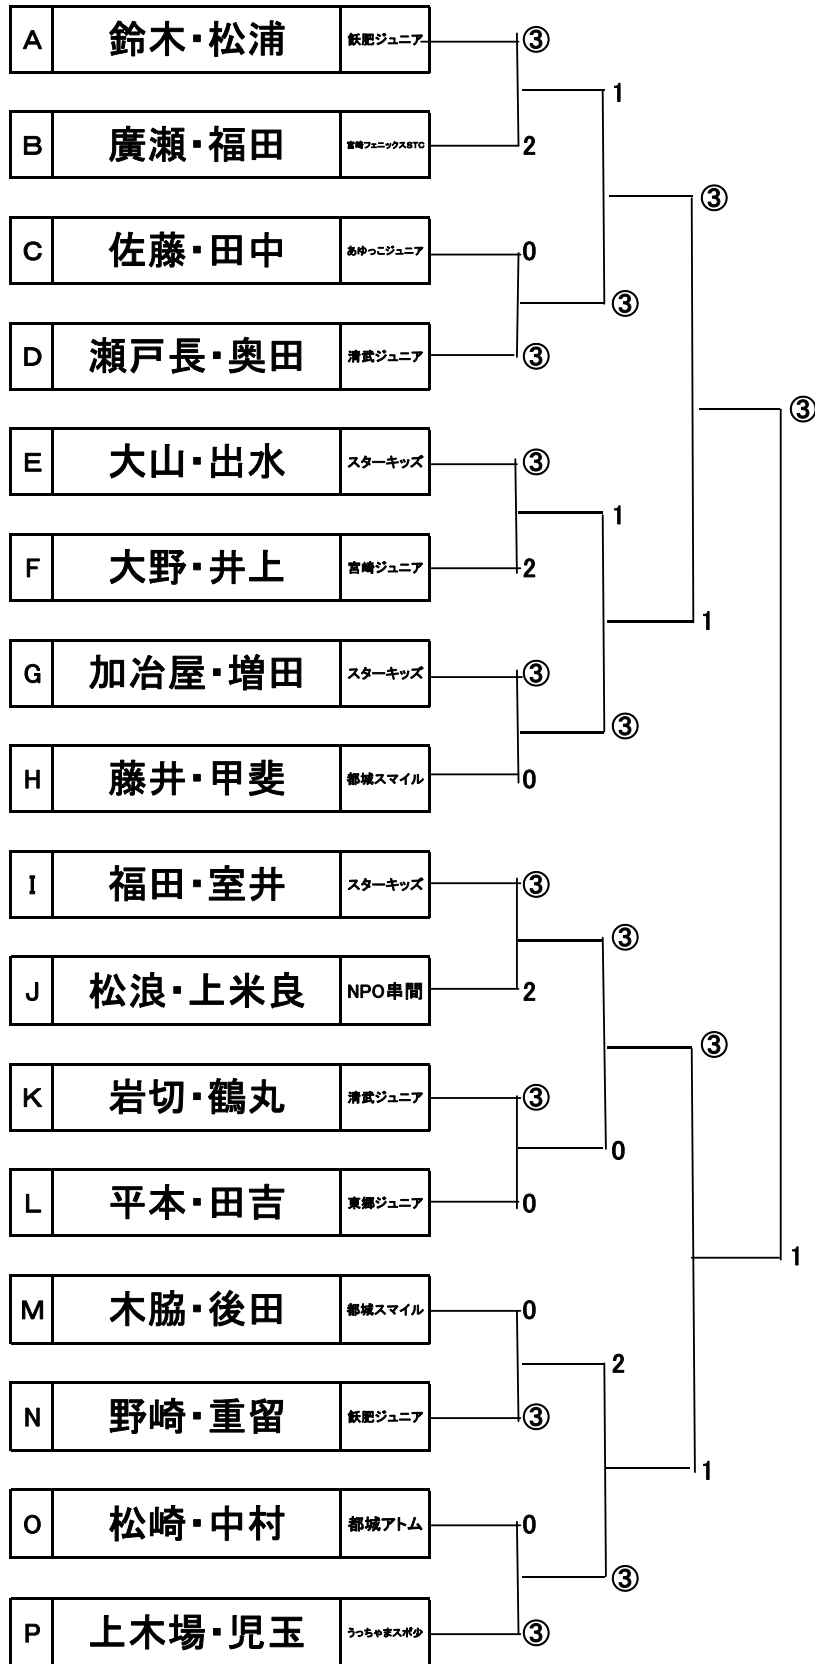 A 鈴木・松浦 飫肥ジュニア ③
1
B 廣瀬・福田 宮崎フェニックスSTC 2
③
C 佐藤・田中 あゆっこジュニア 0
③
D 瀬戸長・奥田 清武ジュニア ③
③
E 大山・出水 スターキッズ ③
1
F 大野・井上 宮崎ジュニア 2
1
G 加冶屋・増田 スターキッズ ③
③
H 藤井・甲斐 都城スマイル 0
I 福田・室井 スターキッズ ③
③
J 松浪・上米良 NPO串間 2
③
K 岩切・鶴丸 清武ジュニア ③
0
L 平本・田吉 東郷ジュニア 0
1
M 木脇・後田 都城スマイル 0
2
N 野崎・重留 飫肥ジュニア ③
1
O 松崎・中村 都城アトム 0
③
P 上木場・児玉 うっちゃまスポ少 ③